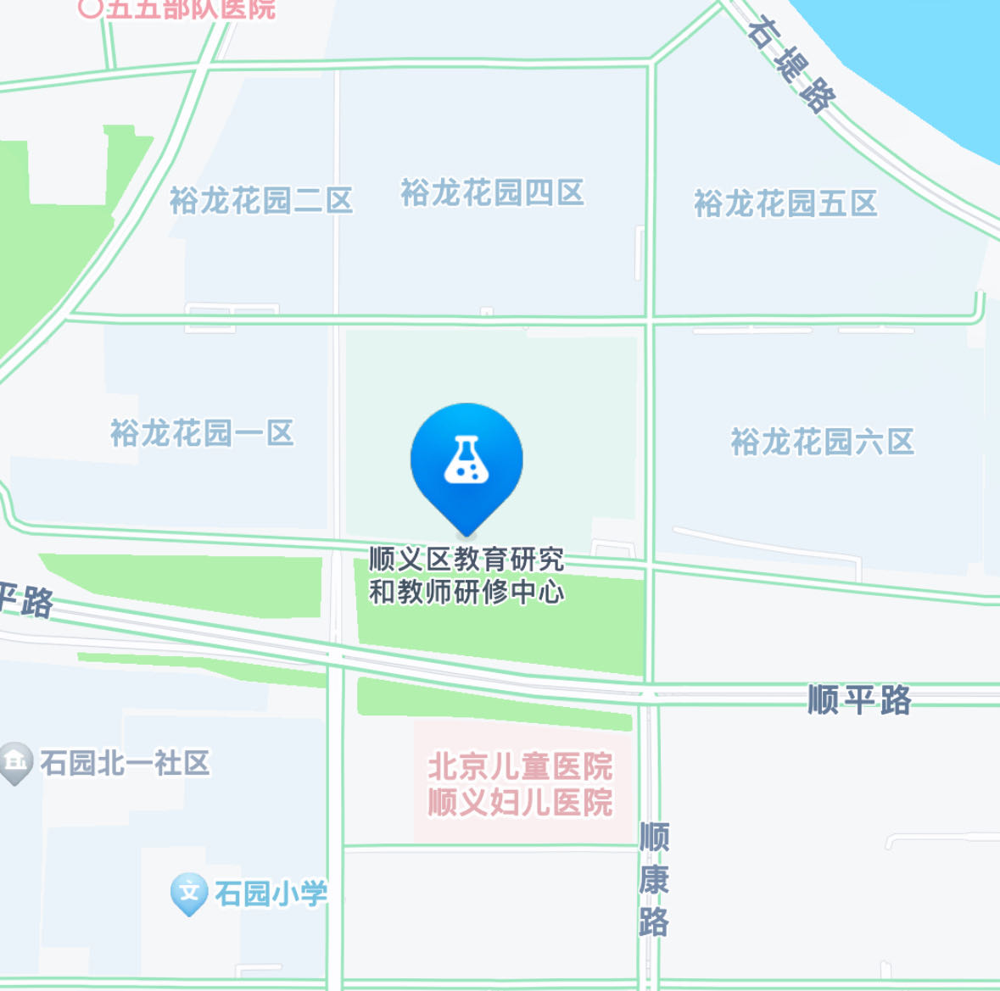 〇五五部队医院
右堤路
裕龙花园二区
裕龙花园四区
裕龙花园五区
裕龙花园一区
裕龙花园六区
顺义区教育研究
和教师研修中心
平路
顺平路
石园北一社区
北京儿童医院
顺义妇儿医院
顺康路
文
石园小学